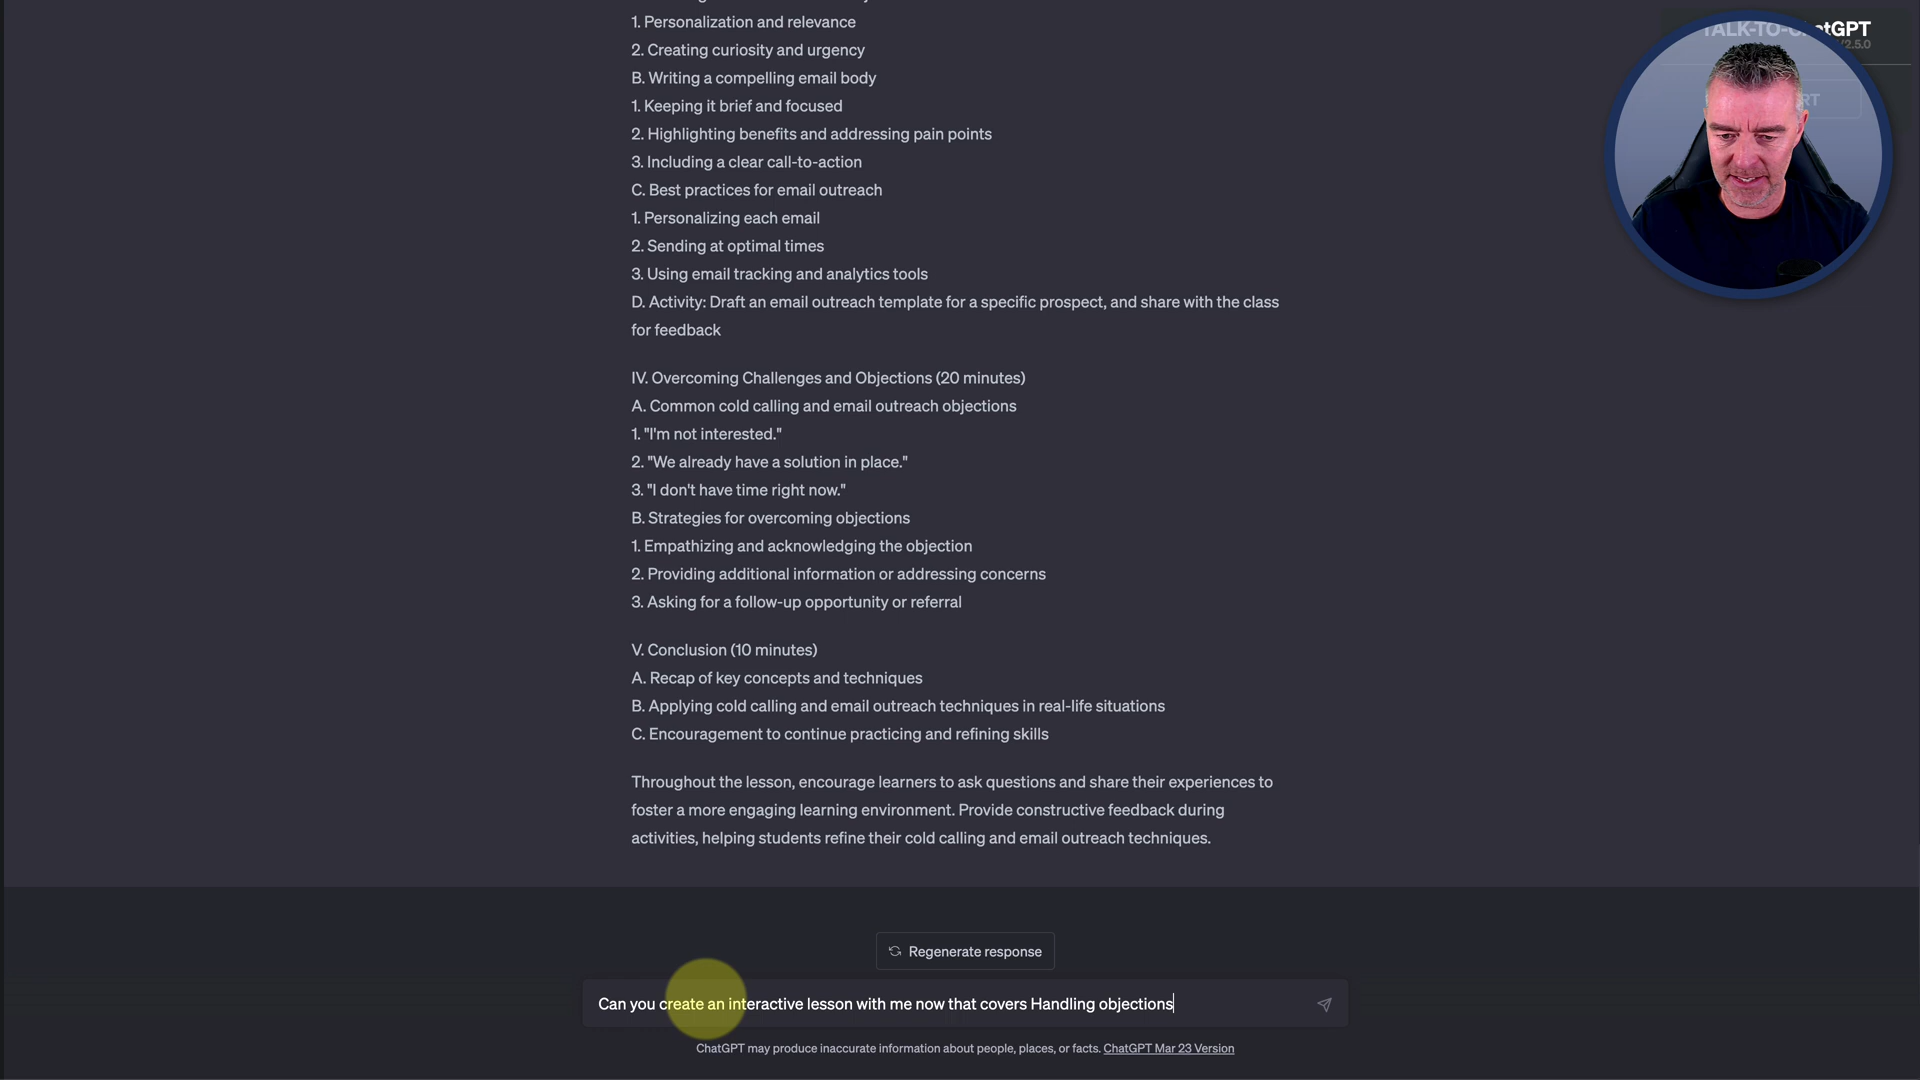 1. Personalization and relevance
2. Creating curiosity and urgency
B. Writing a compelling email body
1. Keeping it brief and focused
2. Highlighting benefits and addressing pain points
3. Including a clear call-to-action
C. Best practices for email outreach
1. Personalizing each email
2. Sending at optimal times
3. Using email tracking and analytics tools
D. Activity: Draft an email outreach template for a specific prospect, and share with the class
for feedback
IV. Overcoming Challenges and Objections (20 minutes)
A. Common cold calling and email outreach objections
1. "I'm not interested."
2. "We already have a solution in place."
3. "I don't have time right now."
B. Strategies for overcoming objections
1. Empathizing and acknowledging the objection
2. Providing additional information or addressing concerns
3. Asking for a follow-up opportunity or referral
V. Conclusion (10 minutes)
A. Recap of key concepts and techniques
B. Applying cold calling and email outreach techniques in real-life situations
C. Encouragement to continue practicing and refining skills
Throughout the lesson, encourage learners to ask questions and share their experiences to
foster a more engaging learning environment. Provide constructive feedback during
activities, helping students refine their cold calling and email outreach techniques.
Regenerate response
Can you create an interactive lesson with me now that covers Handling objections
ChatGPT may produce inaccurate information about people, places, or facts. ChatGPT Mar 23 Version
TALK-TO-ChatGPT
V2.5.0